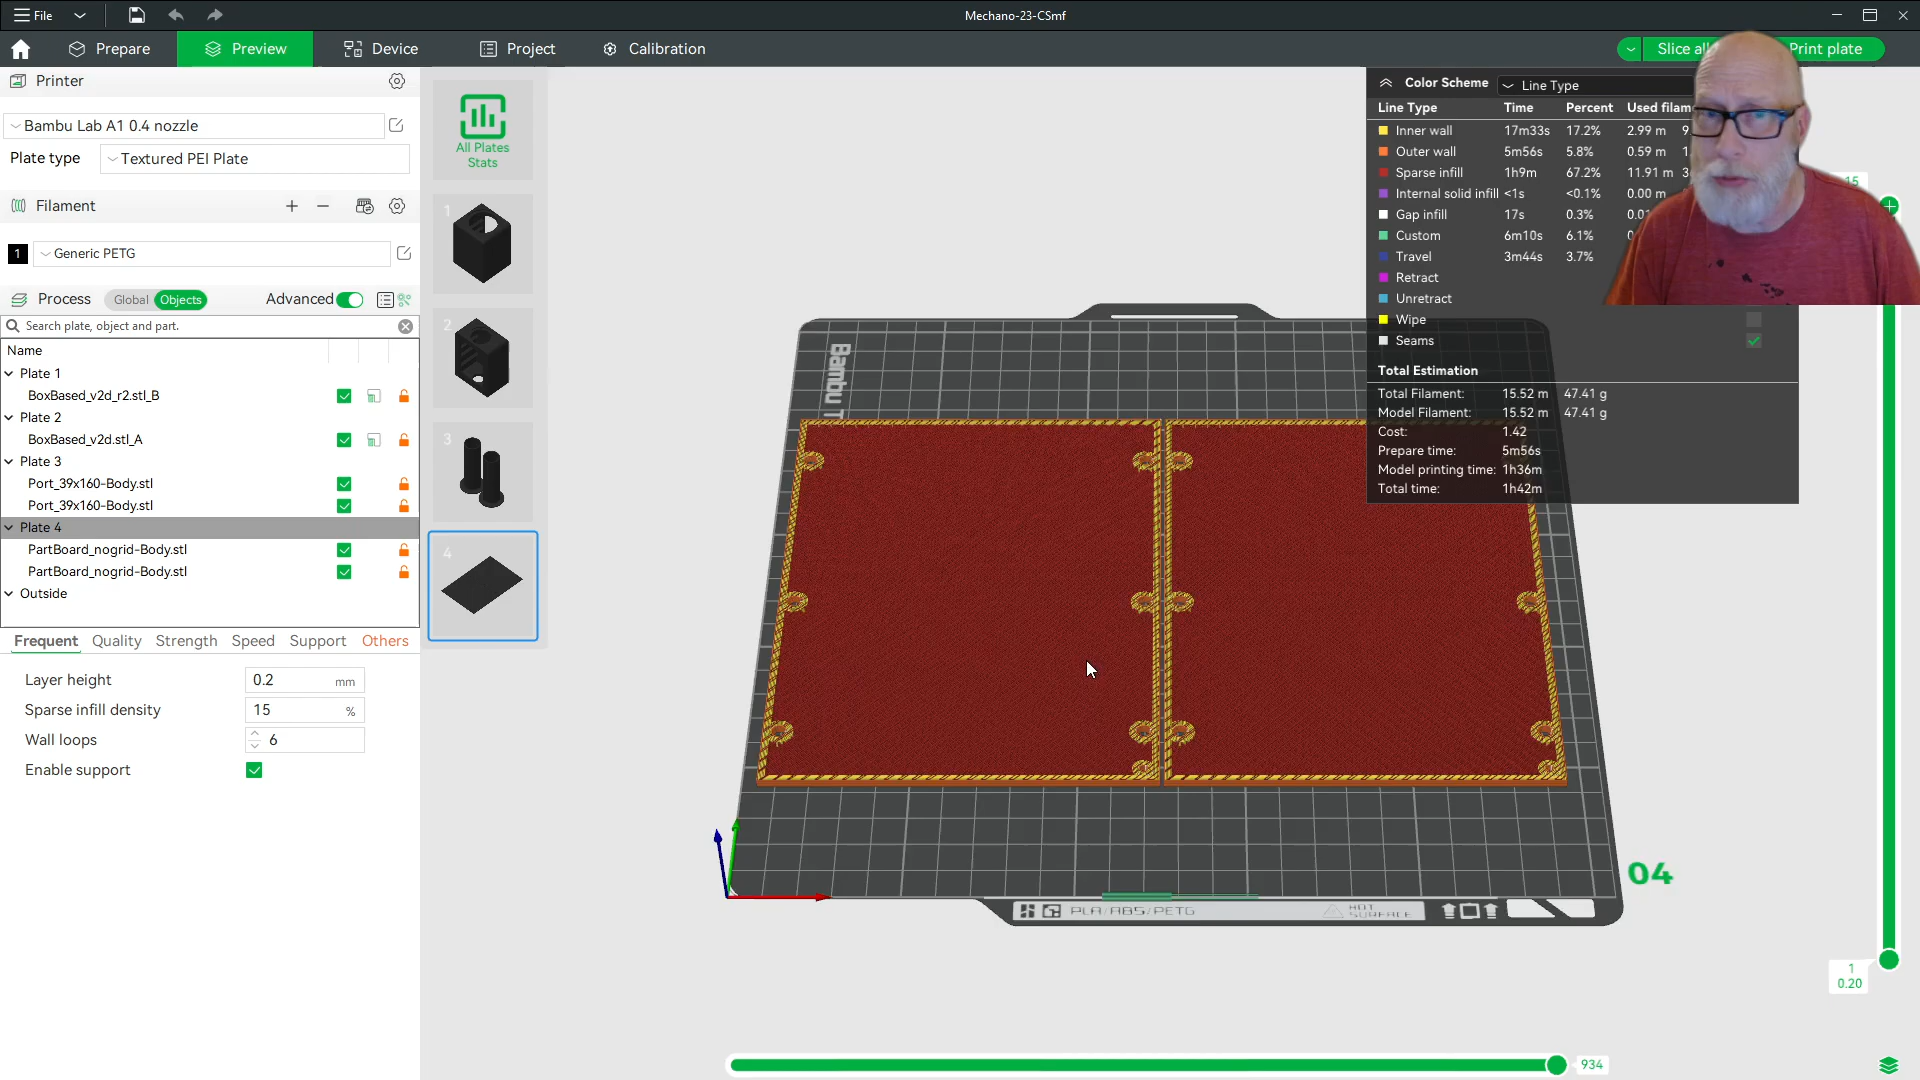 File
Mechano-23-CSmf
Prepare
Preview
Device
Project
Calibration
Slice all
Print plate
Printer
Bambu Lab A1 0.4 nozzle
Plate type
Textured PEI Plate
Filament
1
Generic PETG
Process
Global
Objects
Advanced
Search plate, object and part.
Name
Plate 1
BoxBased_v2d_r2.stl_B
Plate 2
BoxBased_v2d.stl_A
Plate 3
Port_39x160-Body.stl
Port_39x160-Body.stl
Plate 4
PartBoard_nogrid-Body.stl
PartBoard_nogrid-Body.stl
Outside
Frequent Quality Strength Speed Support Others
Layer height 0.2 mm
Sparse infill density 15 %
Wall loops 6
Enable support
All Plates
Stats
1
2
3
4
Color Scheme Line Type
Line Type Time Percent Used
Inner wall 17m33s 17.2% 2.99 m
Outer wall 5m56s 5.8% 0.59 m
Sparse infill 1h9m 67.2% 11.91 m
Internal solid infill <1s <0.1% 0.00 m
Gap infill 17s 0.3%
Custom 6m10s 6.1%
Travel 3m44s 3.7%
Retract
Unretract
Wipe
Seams
Total Estimation
Total Filament: 15.52 m 47.41 g
Model Filament: 15.52 m 47.41 g
Cost: 1.42
Prepare time: 5m56s
Model printing time: 1h36m
Total time: 1h42m
15
Bambu
04
PLA/ABS/PETG
HOT
SURFACE
1
0.20
934